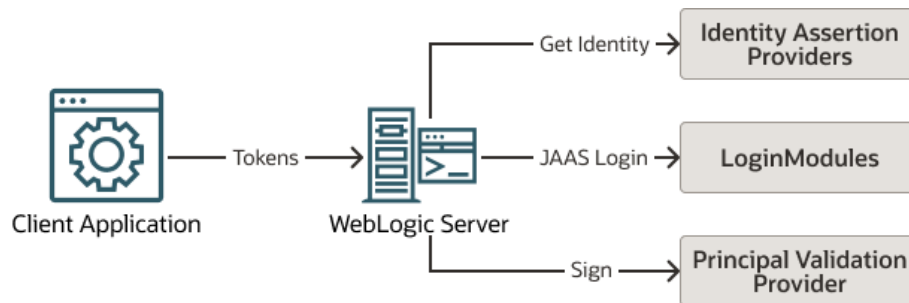 Get Identity
Identity Assertion
Providers
Tokens
JAAS Login
LoginModules
Client Application
WebLogic Server
Sign
Principal Validation
Provider